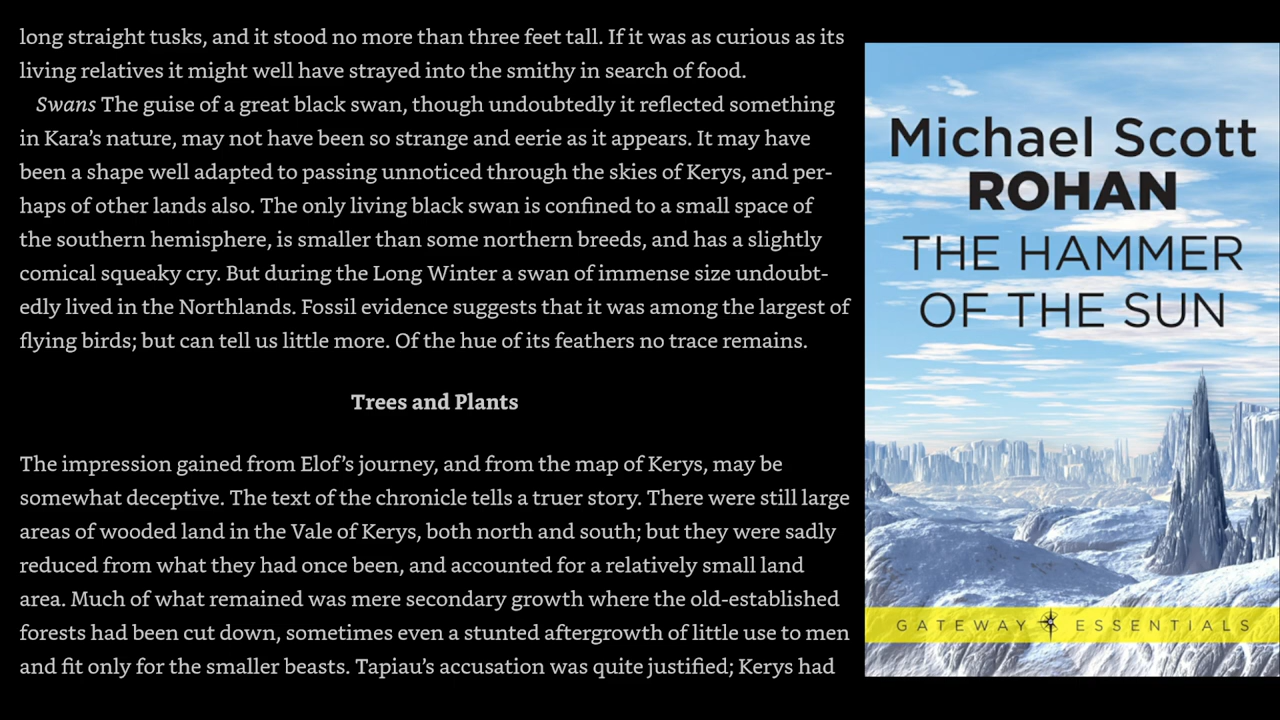 long straight tusks, and it stood no more than three feet tall. If it was as curious as its
living relatives it might well have strayed into the smithy in search of food.
Swans The guise of a great black swan, though undoubtedly it reflected something
in Kara's nature, may not have been so strange and eerie as it appears. It may have
been a shape well adapted to passing unnoticed through the skies of Kerys, and per-
haps of other lands also. The only living black swan is confined to a small space of
the southern hemisphere, is smaller than some northern breeds, and has a slightly
comical squeaky cry. But during the Long Winter a swan of immense size undoubt-
edly lived in the Northlands. Fossil evidence suggests that it was among the largest of
flying birds; but can tell us little more. Of the hue of its feathers no trace remains.
Trees and Plants
The impression gained from Elof's journey, and from the map of Kerys, may be
somewhat deceptive. The text of the chronicle tells a truer story. There were still large
areas of wooded land in the Vale of Kerys, both north and south; but they were sadly
reduced from what they had once been, and accounted for a relatively small land
area. Much of what remained was mere secondary growth where the old-established
forests had been cut down, sometimes even a stunted aftergrowth of little use to men
and fit only for the smaller beasts. Tapiau's accusation was quite justified; Kerys had
Michael Scott
ROHAN
THE HAMMER
OF THE SUN
GATEWAY ESSENTIALS